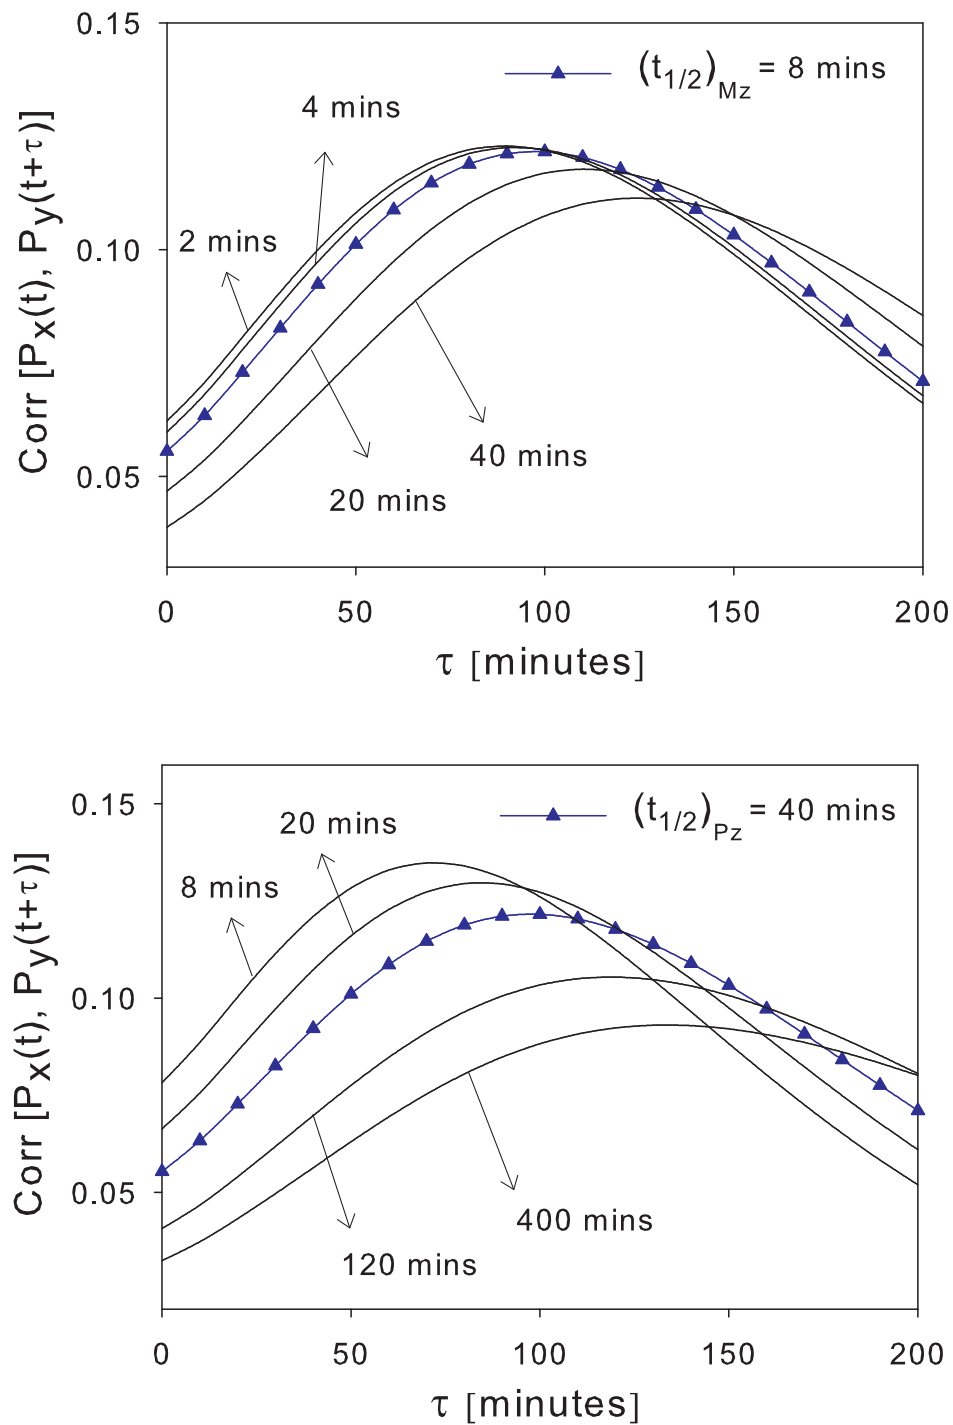 0.15
(t1/2)Mz = 8 mins
4 mins
2 mins
0.10
40 mins
0.05
20 mins
Corr [Px(t), Py(t+τ)]
0 50 100 150 200
τ [minutes]
0.15
(t1/2)Pz = 40 mins
20 mins
8 mins
0.10
0.05
400 mins
120 mins
Corr [Px(t), Py(t+τ)]
0 50 100 150 200
τ [minutes]